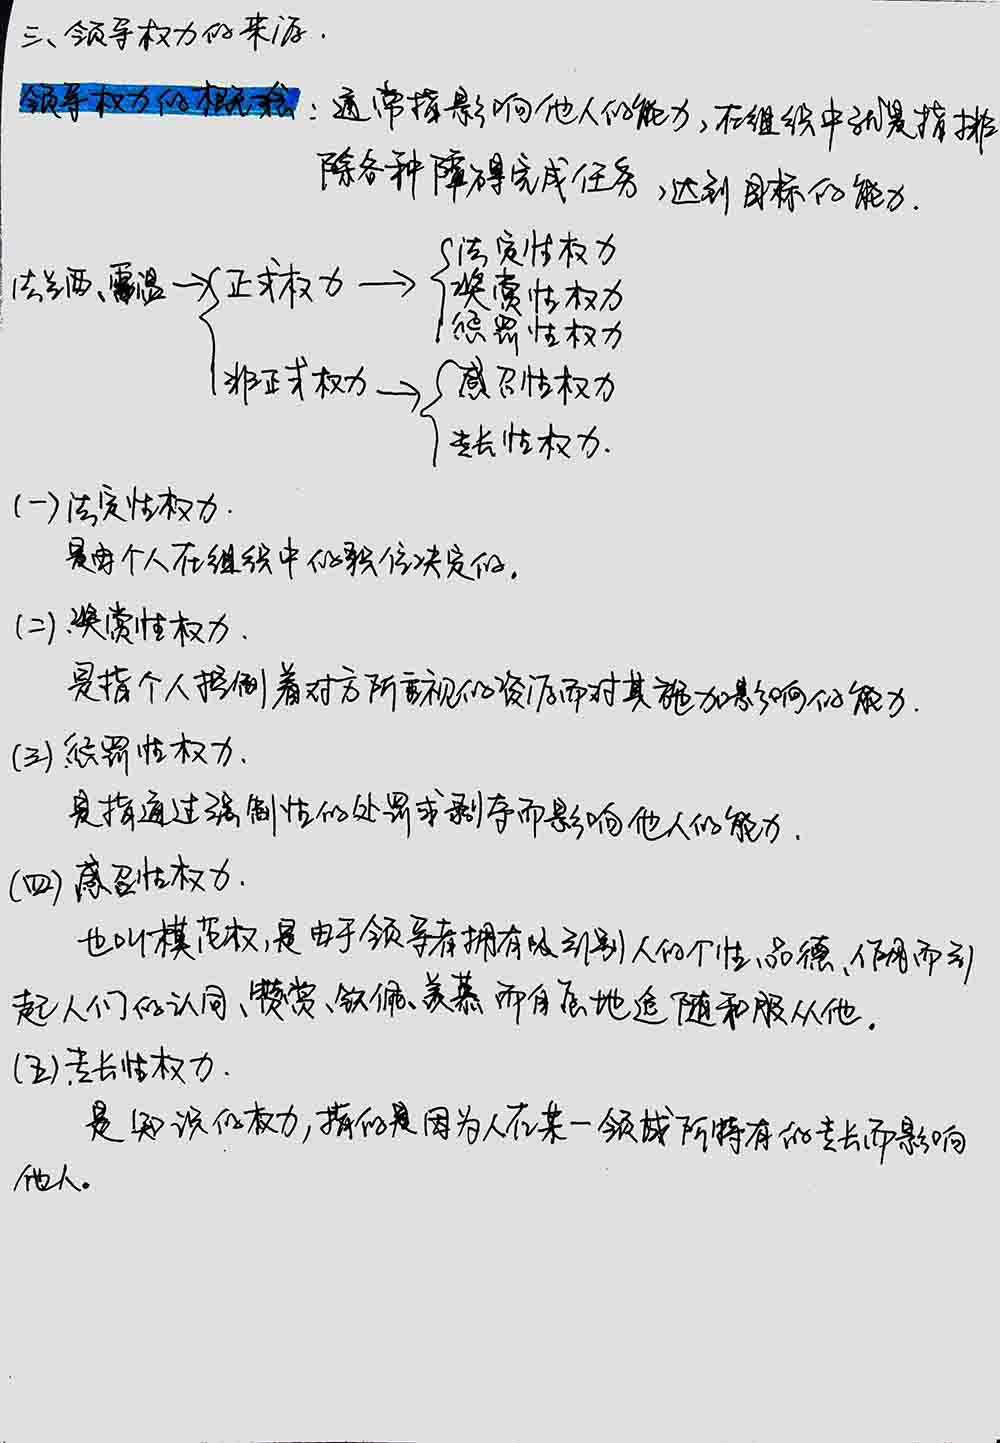 三、领导权力的来源.
领导权力的概念：通常指影响他人的能力，在组织中就是指排
除各种障碍完成任务，达到目标的能力.
法兰西、雷温→{正式权力→{法定性权力
奖赏性权力
惩罚性权力
非正式权力→{感召性权力
专长性权力.
(一)法定性权力.
是由个人在组织中的职位决定的。
(二)奖赏性权力.
是指个人控制着对方所重视的资源而对其施加影响的能力.
(三)惩罚性权力.
是指通过强制性的处罚或剥夺而影响他人的能力.
(四)感召性权力.
也叫模范权,是由于领导者拥有吸引别人的个性、品德、作风而引
起人们的认同、赞赏、钦佩、羡慕而自愿地追随和服从他。
(五)专长性权力.
是知识的权力,指的是因为人在某一领域所特有的专长而影响
他人。